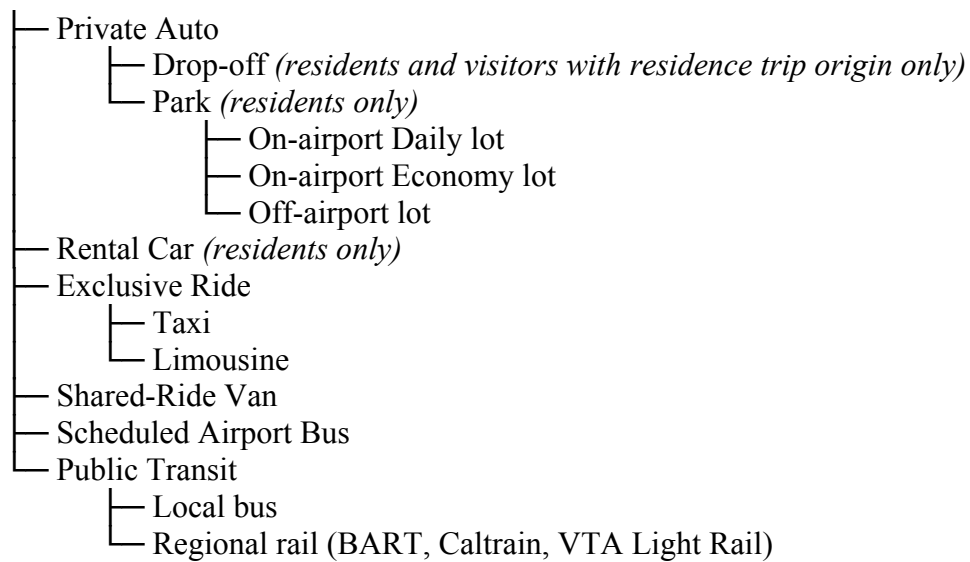 Private Auto
Drop-off (residents and visitors with residence trip origin only)
Park (residents only)
On-airport Daily lot
On-airport Economy lot
Off-airport lot
Rental Car (residents only)
Exclusive Ride
Taxi
Limousine
Shared-Ride Van
Scheduled Airport Bus
Public Transit
Local bus
Regional rail (BART, Caltrain, VTA Light Rail)